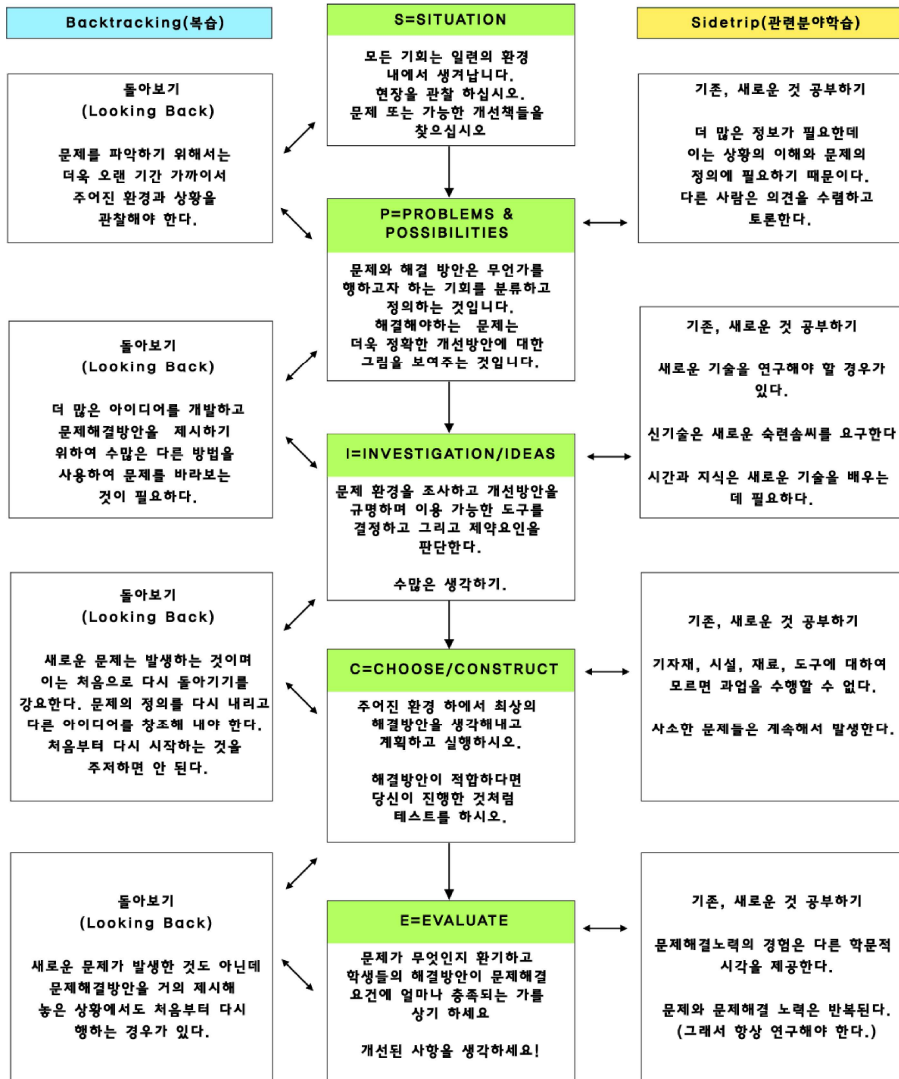 Backtracking(복습)
돌아보기
(Looking Back)
문제를 파악하기 위해서는
더욱 오랜 기간 가까이서
주어진 환경과 상황을
관찰해야 한다.
돌아보기
(Looking Back)
더 많은 아이디어를 개발하고
문제해결방안을 제시하기
위하여 수많은 다른 방법을
사용하여 문제를 바라보는
것이 필요하다.
돌아보기
(Looking Back)
새로운 문제는 발생하는 것이며
이는 처음으로 다시 돌아기기를
강요한다. 문제의 정의를 다시 내리고
다른 아이디어를 창조해 내야 한다.
처음부터 다시 시작하는 것을
주저하면 안 된다.
돌아보기
(Looking Back)
새로운 문제가 발생한 것도 아닌데
문제해결방안을 거의 제시해
놓은 상황에서도 처음부터 다시
행하는 경우가 있다.
S=SITUATION
모든 기회는 일련의 환경
내에서 생겨납니다.
현장을 관찰 하십시오.
문제 또는 가능한 개선책들을
찾으십시오
P=PROBLEMS &
POSSIBILITIES
문제와 해결 방안은 무언가를
행하고자 하는 기회를 분류하고
정의하는 것입니다.
해결해야하는 문제는
더욱 정확한 개선방안에 대한
그림을 보여주는 것입니다.
I=INVESTIGATION/IDEAS
문제 환경을 조사하고 개선방안을
규명하며 이용 가능한 도구를
결정하고 그리고 제약요인을
판단한다.
수많은 생각하기.
C=CHOOSE/CONSTRUCT
주어진 환경 하에서 최상의
해결방안을 생각해내고
계획하고 실행하시오.
해결방안이 적합하다면
당신이 진행한 것처럼
테스트를 하시오.
E=EVALUATE
문제가 무엇인지 환기하고
학생들의 해결방안이 문제해결
요건에 얼마나 충족되는 가를
상기 하세요
개선된 사항을 생각하세요!
Sidetrip(관련분야학습)
기존, 새로운 것 공부하기
더 많은 정보가 필요한데
이는 상황의 이해와 문제의
정의에 필요하기 때문이다.
다른 사람은 의견을 수렴하고
토론한다.
기존, 새로운 것 공부하기
새로운 기술을 연구해야 할 경우가
있다.
신기술은 새로운 숙련솜씨를 요구한다
시간과 지식은 새로운 기술을 배우는
데 필요하다.
기존, 새로운 것 공부하기
기자재, 시설, 재료, 도구에 대하여
모르면 과업을 수행할 수 없다.
사소한 문제들은 계속해서 발생한다.
기존, 새로운 것 공부하기
문제해결노력의 경험은 다른 학문적
시각을 제공한다.
문제와 문제해결 노력은 반복된다.
(그래서 항상 연구해야 한다.)